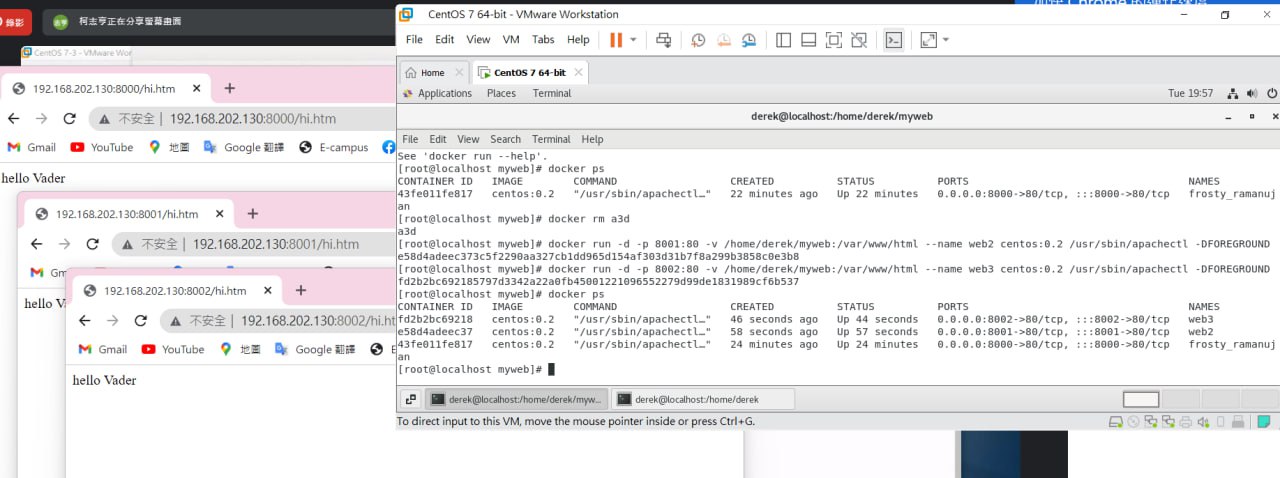 錄影
志亨
柯志亨正在分享螢幕畫面
CentOS 7-3 - VMware Wor
192.168.202.130:8000/hi.htm
不安全 | 192.168.202.130:8000/hi.htm
Gmail YouTube 地圖 Google 翻譯 E-campus
hello Vader
192.168.202.130:8001/hi.htm
不安全 | 192.168.202.130:8001/hi.htm
Gm
hello V
192.168.202.130:8002/hi.htm
不安全 | 192.168.202.130:8002/hi.ht
Gmail YouTube 地圖 Google 翻譯 E
hello Vader
CentOS 7 64-bit - VMware Workstation
File Edit View VM Tabs Help
Home CentOS 7 64-bit
Applications Places Terminal Tue 19:57
derek@localhost:/home/derek/myweb
File Edit View Search Terminal Help
See 'docker run --help'.
[root@localhost myweb]# docker ps
CONTAINER ID IMAGE COMMAND CREATED STATUS PORTS NAMES
43fe011fe817 centos:0.2 "/usr/sbin/apachectl…" 22 minutes ago Up 22 minutes 0.0.0.0:8000->80/tcp, :::8000->80/tcp frosty_ramanuj
an
[root@localhost myweb]# docker rm a3d
a3d
[root@localhost myweb]# docker run -d -p 8001:80 -v /home/derek/myweb:/var/www/html --name web2 centos:0.2 /usr/sbin/apachectl -DFOREGROUND
e58d4adeec373c5f2290aa327cb1dd965d154af303d31b7f8a299b3858c0e3b8
[root@localhost myweb]# docker run -d -p 8002:80 -v /home/derek/myweb:/var/www/html --name web3 centos:0.2 /usr/sbin/apachectl -DFOREGROUND
fd2b2bc692185797d3342a22a0fb45001221096552279d99de1831989cf6b537
[root@localhost myweb]# docker ps
CONTAINER ID IMAGE COMMAND CREATED STATUS PORTS NAMES
fd2b2bc69218 centos:0.2 "/usr/sbin/apachectl…" 46 seconds ago Up 44 seconds 0.0.0.0:8002->80/tcp, :::8002->80/tcp web3
e58d4adeec37 centos:0.2 "/usr/sbin/apachectl…" 58 seconds ago Up 57 seconds 0.0.0.0:8001->80/tcp, :::8001->80/tcp web2
43fe011fe817 centos:0.2 "/usr/sbin/apachectl…" 24 minutes ago Up 24 minutes 0.0.0.0:8000->80/tcp, :::8000->80/tcp frosty_ramanuj
an
[root@localhost myweb]#
derek@localhost:/home/derek/myw... derek@localhost:/home/derek
To direct input to this VM, move the mouse pointer inside or press Ctrl+G.